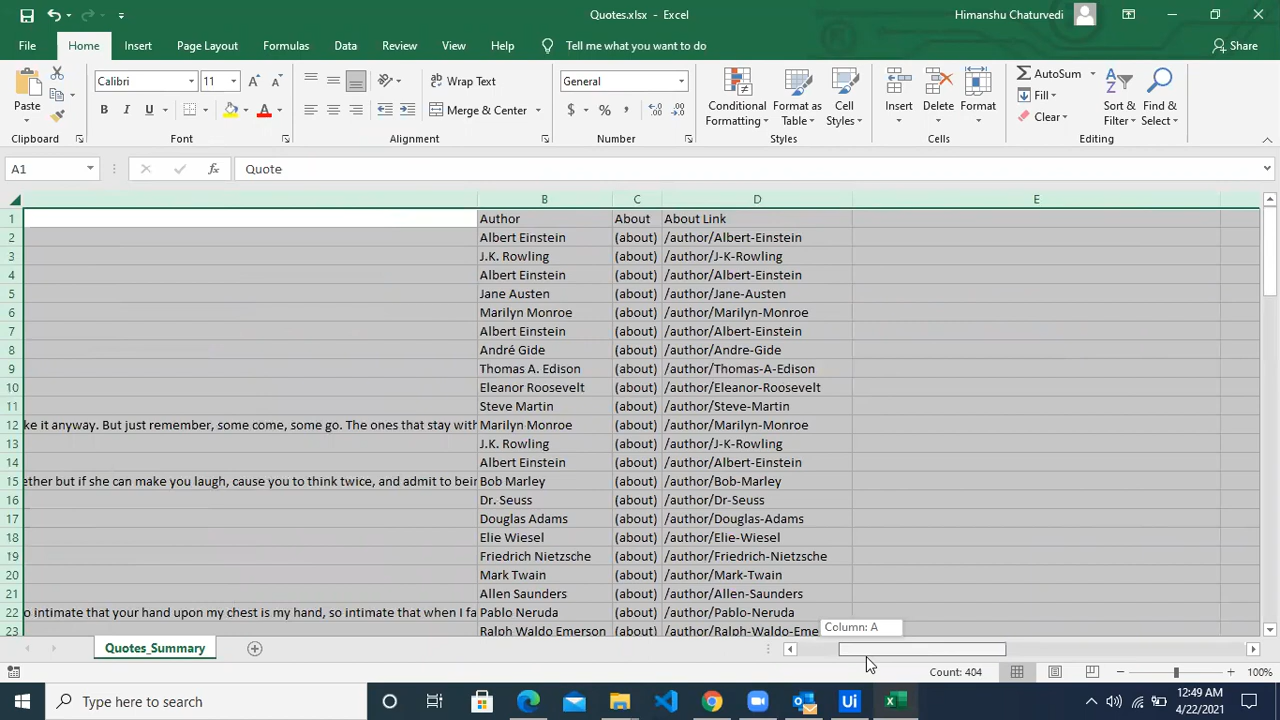 Quotes.xlsx - Excel
Himanshu Chaturvedi
File Home Insert Page Layout Formulas Data Review View Help Tell me what you want to do Share
Calibri 11 Wrap Text General
Paste B I U A Merge & Center $ % , Conditional Formatting Format as Table Cell Styles Insert Delete Format AutoSum Fill Clear Sort & Filter Find & Select
Clipboard Font Alignment Number Styles Cells Editing
A1 fx Quote
B C D E
1 Author About About Link
2 Albert Einstein (about) /author/Albert-Einstein
3 J.K. Rowling (about) /author/J-K-Rowling
4 Albert Einstein (about) /author/Albert-Einstein
5 Jane Austen (about) /author/Jane-Austen
6 Marilyn Monroe (about) /author/Marilyn-Monroe
7 Albert Einstein (about) /author/Albert-Einstein
8 André Gide (about) /author/Andre-Gide
9 Thomas A. Edison (about) /author/Thomas-A-Edison
10 Eleanor Roosevelt (about) /author/Eleanor-Roosevelt
11 Steve Martin (about) /author/Steve-Martin
12 ke it anyway. But just remember, some come, some go. The ones that stay with Marilyn Monroe (about) /author/Marilyn-Monroe
13 J.K. Rowling (about) /author/J-K-Rowling
14 Albert Einstein (about) /author/Albert-Einstein
15 ether but if she can make you laugh, cause you to think twice, and admit to bein Bob Marley (about) /author/Bob-Marley
16 Dr. Seuss (about) /author/Dr-Seuss
17 Douglas Adams (about) /author/Douglas-Adams
18 Elie Wiesel (about) /author/Elie-Wiesel
19 Friedrich Nietzsche (about) /author/Friedrich-Nietzsche
20 Mark Twain (about) /author/Mark-Twain
21 Allen Saunders (about) /author/Allen-Saunders
22 o intimate that your hand upon my chest is my hand, so intimate that when I fa Pablo Neruda (about) /author/Pablo-Neruda
23 Ralph Waldo Emerson (about) /author/Ralph-Waldo-Eme
Column: A
Quotes_Summary
Count: 404 100%
Type here to search Ui 12:49 AM
4/22/2021